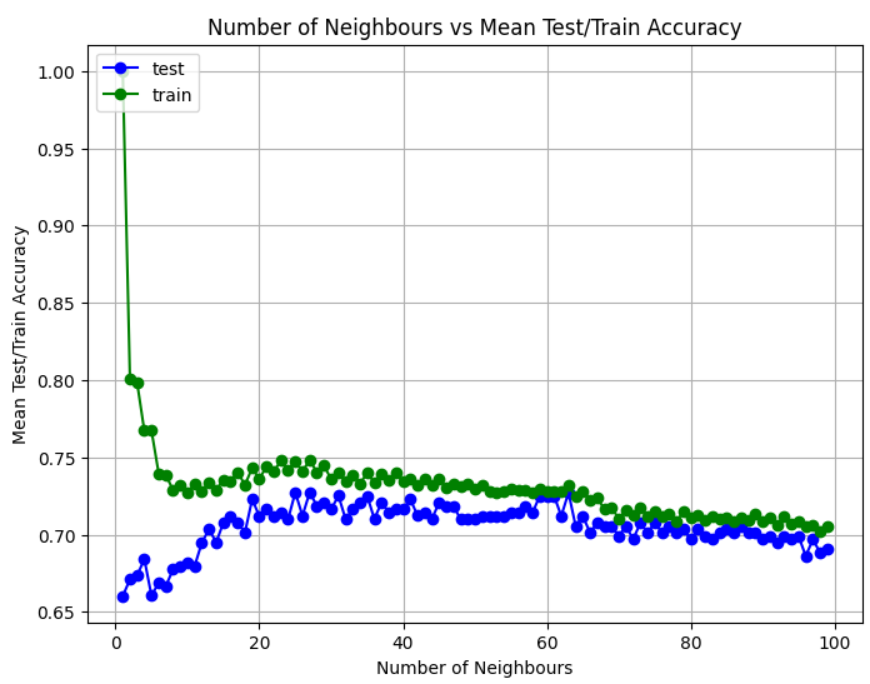 Number of Neighbours vs Mean Test/Train Accuracy
test
train
1.00
0.95
0.90
0.85
0.80
0.75
0.70
0.65
Mean Test/Train Accuracy
0
20
40
60
80
100
Number of Neighbours